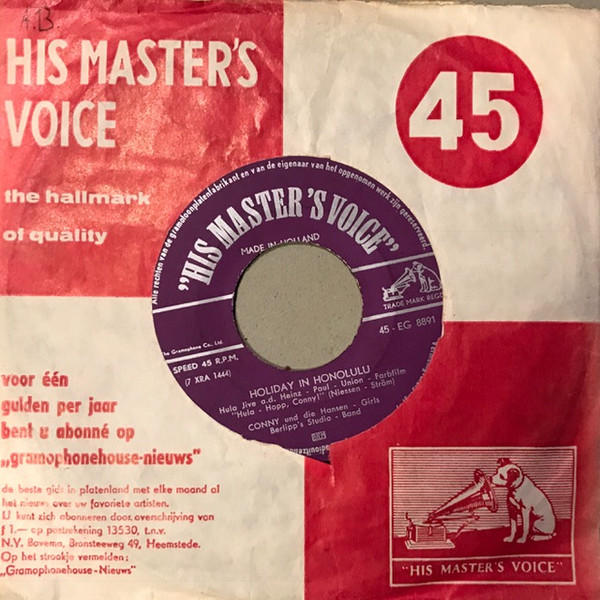 A.B.
HIS MASTER'S
VOICE
the hallmark
of quality
45
Alle rechten van de grammofoonplatenfabrikant en van de eigenaar van het opgenomen werk zijn gereserveerd.
"HIS MASTER'S VOICE"
MADE IN HOLLAND
TRADE MARK REGD
The Gramophone Co., Ltd.
45 - EG 8891
SPEED 45 R.P.M.
(7 XRA 1444)
HOLIDAY IN HONOLULU
Hula Jive a.d. Heinz - Paul - Union - Farbfilm
"Hula - Hopp, Conny!" (Niessen - Ström)
CONNY und die Hansen - Girls
Berlipp's Studio - Band
voor één
gulden per jaar
bent u abonné op
„gramophonehouse-nieuws"
de beste gids in platenland met elke maand al
het nieuws over uw favoriete artisten.
U kunt zich abonneren door overschrijving van
f 1.— op postrekening 13530, t.n.v.
N.V. Bovema, Bronsteeweg 49, Heemstede.
Op het strookje vermelden:
„Gramophonehouse-Nieuws"
"HIS MASTER'S VOICE"